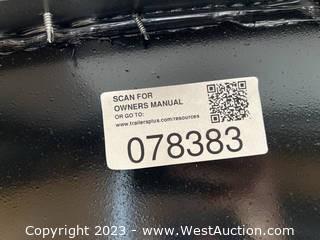 SCAN FOR
OWNERS MANUAL
OR GO TO:
www.trailersplus.com/resources
078383
Copyright 2023 - www.WestAuction.com